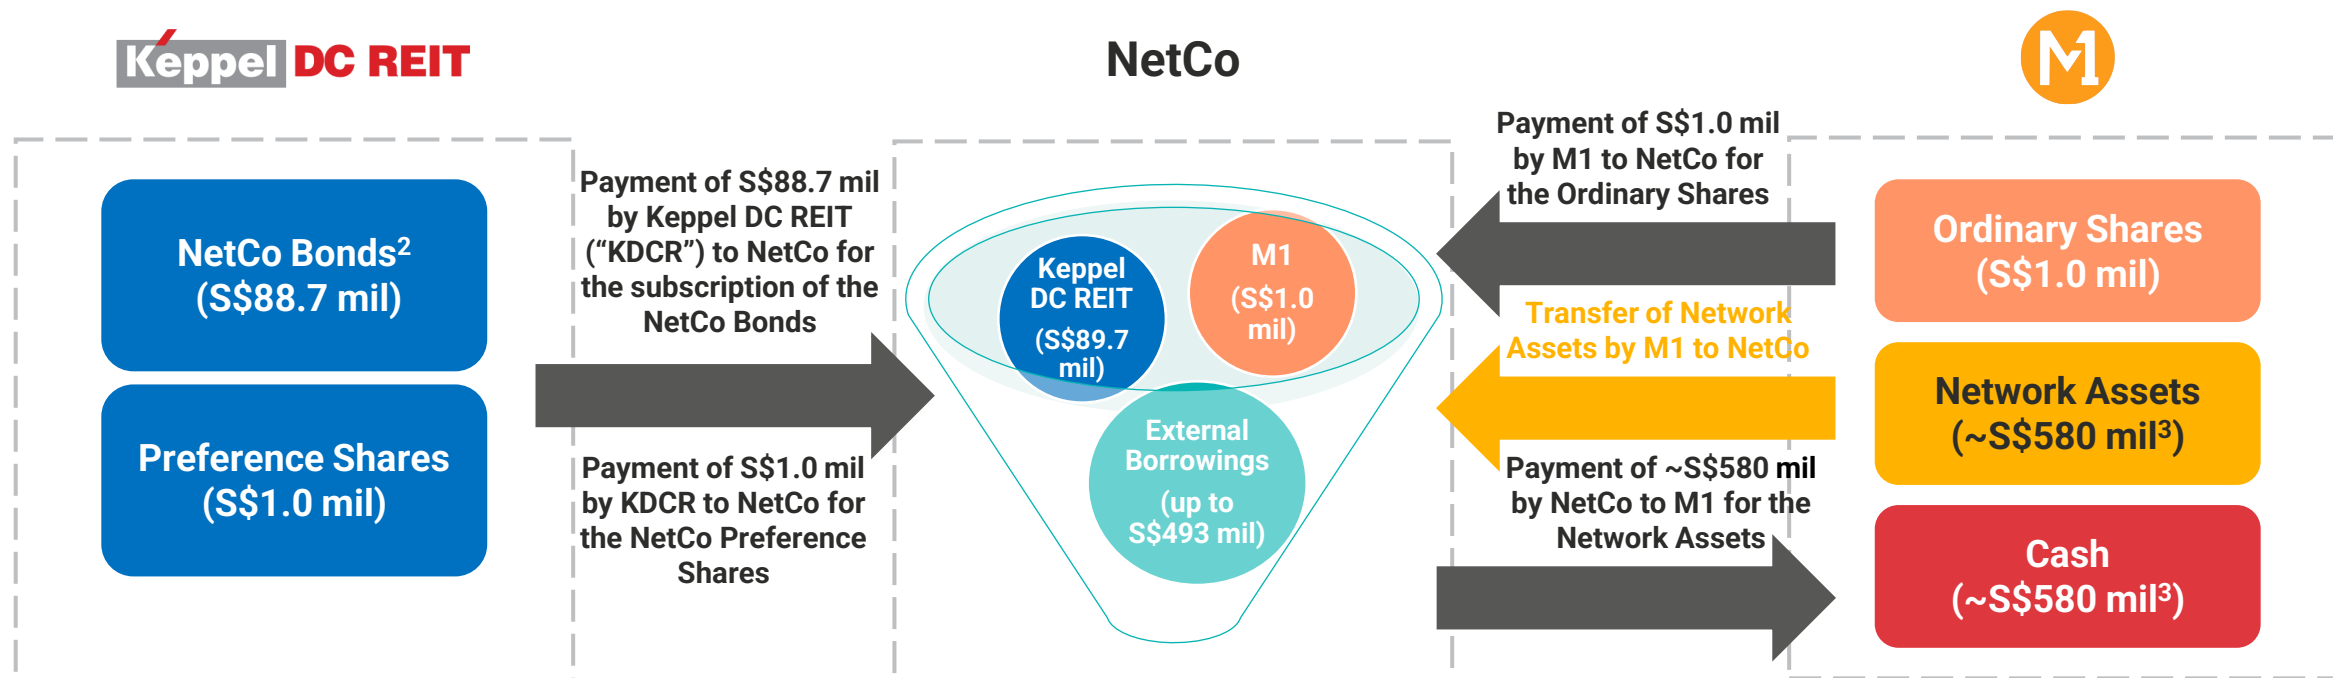 Keppel DC REIT
NetCo
M1
NetCo Bonds²
(S$88.7 mil)
Preference Shares
(S$1.0 mil)
Payment of S$88.7 mil
by Keppel DC REIT
(“KDCR”) to NetCo for
the subscription of the
NetCo Bonds
Payment of S$1.0 mil
by KDCR to NetCo for
the NetCo Preference
Shares
Keppel
DC REIT
(S$89.7
mil)
M1
(S$1.0
mil)
External
Borrowings
(up to
S$493 mil)
Payment of S$1.0 mil
by M1 to NetCo for
the Ordinary Shares
Transfer of Network
Assets by M1 to NetCo
Payment of ~S$580 mil
by NetCo to M1 for the
Network Assets
Ordinary Shares
(S$1.0 mil)
Network Assets
(~S$580 mil³)
Cash
(~S$580 mil³)